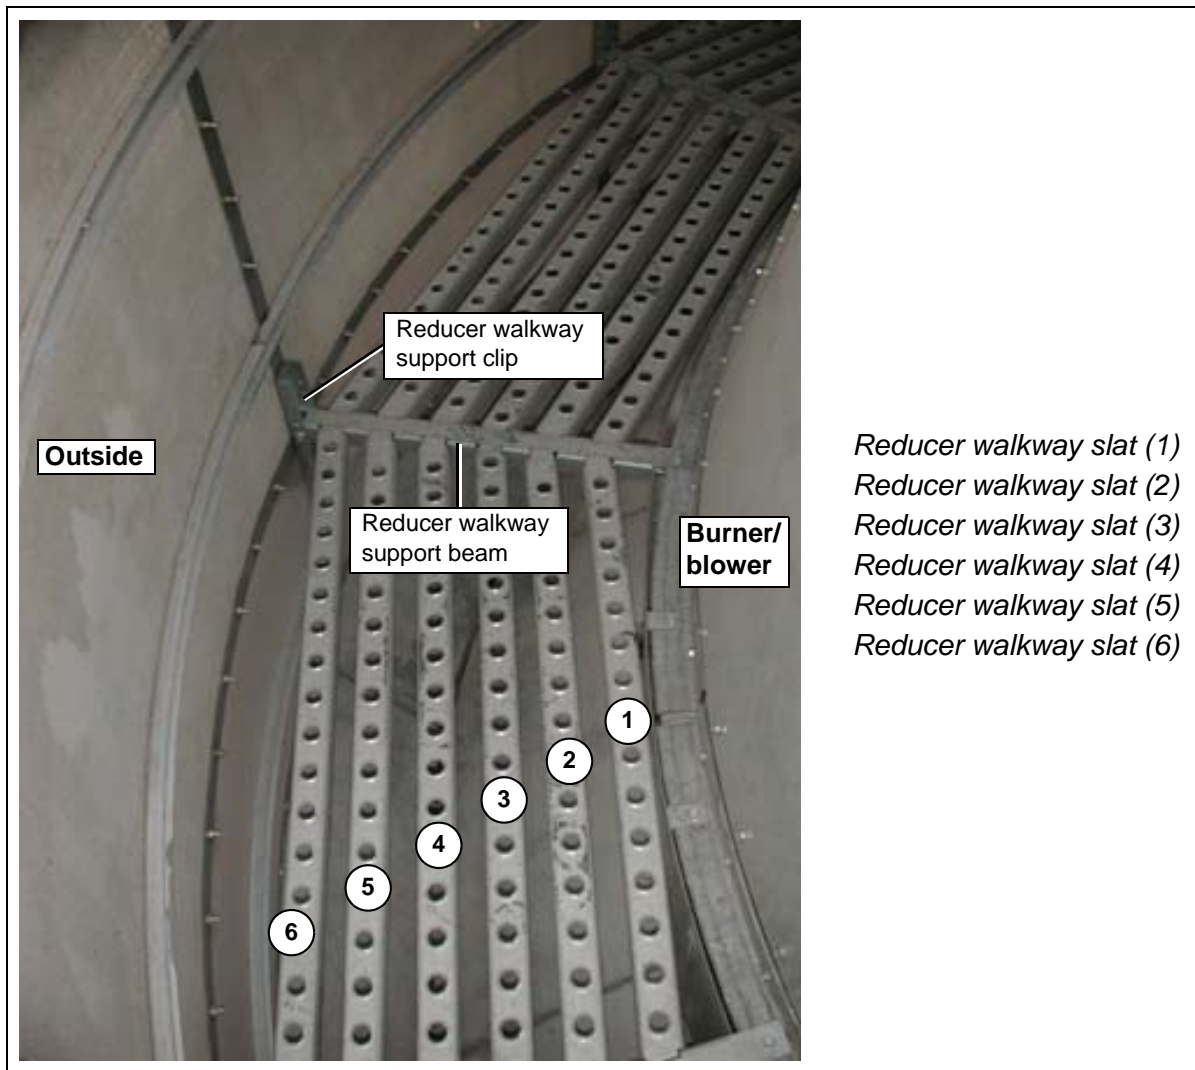 Reducer walkway
support clip
Outside
Reducer walkway
support beam
Burner/
blower
1
2
3
4
5
6
Reducer walkway slat (1)
Reducer walkway slat (2)
Reducer walkway slat (3)
Reducer walkway slat (4)
Reducer walkway slat (5)
Reducer walkway slat (6)